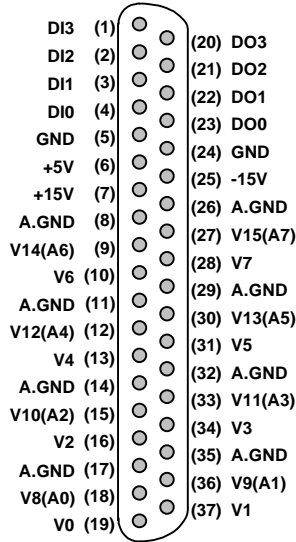 DI3 (1)
DI2 (2)
DI1 (3)
DI0 (4)
GND (5)
+5V (6)
+15V (7)
A.GND (8)
V14(A6) (9)
V6 (10)
A.GND (11)
V12(A4) (12)
V4 (13)
A.GND (14)
V10(A2) (15)
V2 (16)
A.GND (17)
V8(A0) (18)
V0 (19)
(20) DO3
(21) DO2
(22) DO1
(23) DO0
(24) GND
(25) -15V
(26) A.GND
(27) V15(A7)
(28) V7
(29) A.GND
(30) V13(A5)
(31) V5
(32) A.GND
(33) V11(A3)
(34) V3
(35) A.GND
(36) V9(A1)
(37) V1